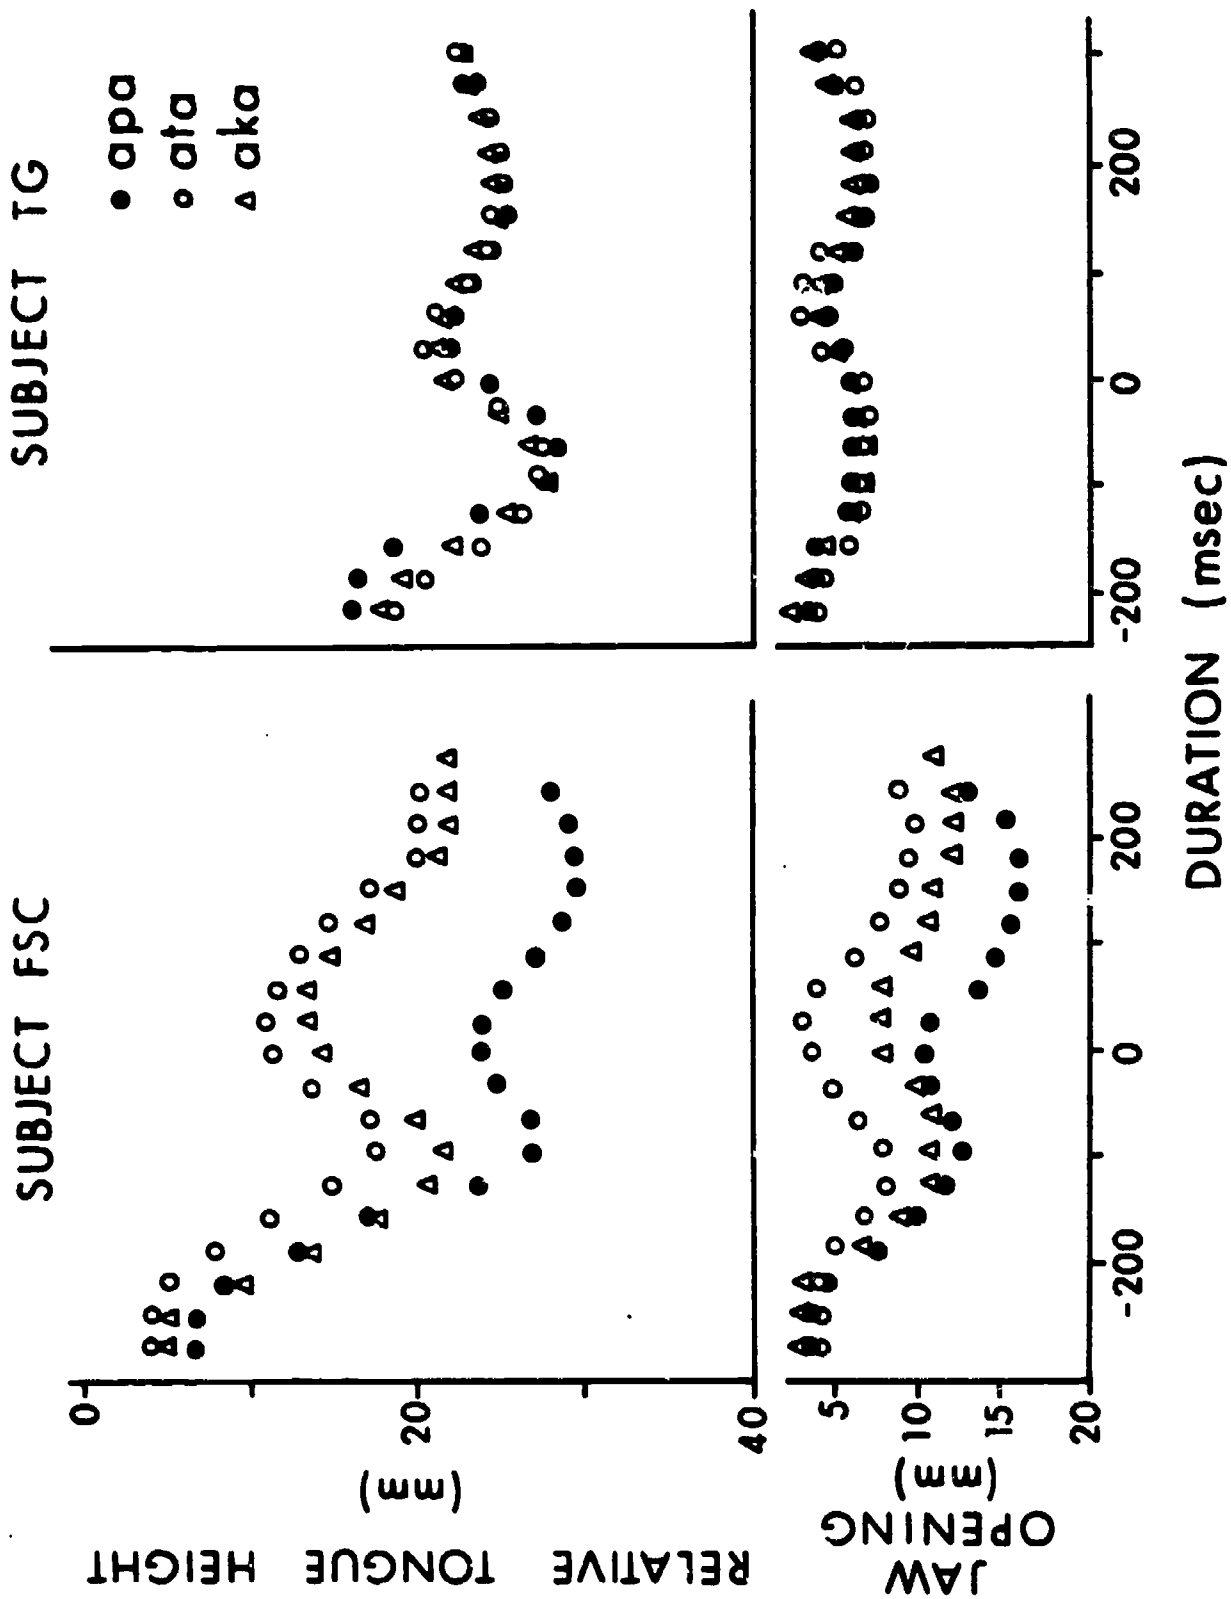 SUBJECT FSC
SUBJECT TG
● apa
○ ata
△ aka
RELATIVE TONGUE HEIGHT
(mm)
0
20
40
JAW
OPENING
(mm)
5
10
15
20
-200
0
200
-200
0
200
DURATION (msec)